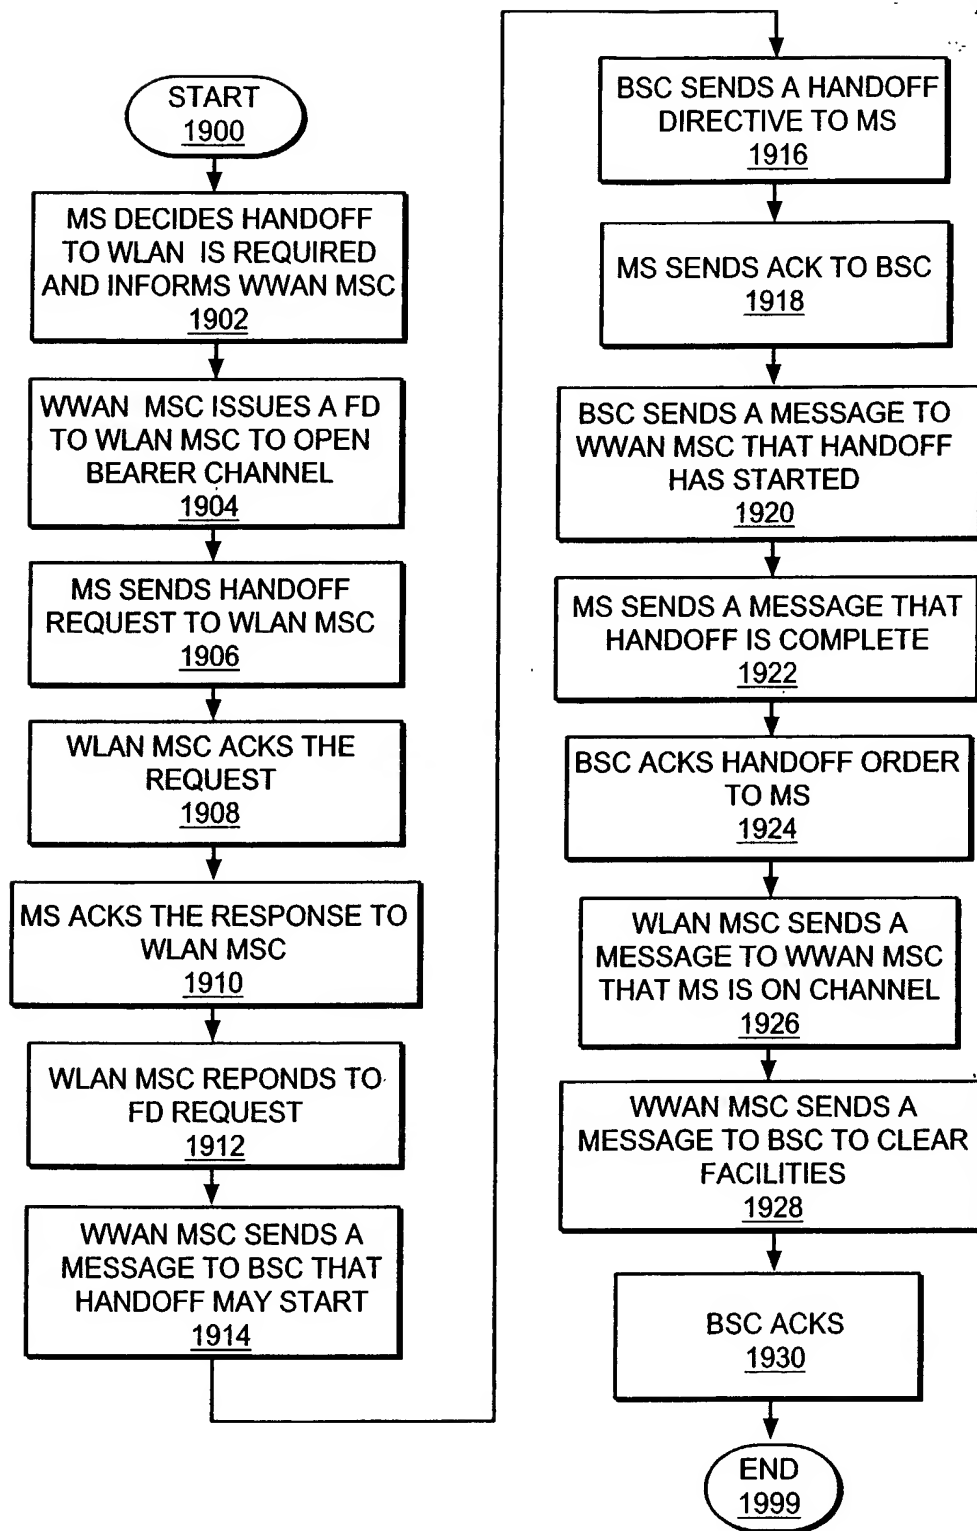 START
1900
MS DECIDES HANDOFF
TO WLAN IS REQUIRED
AND INFORMS WWAN MSC
1902
WWAN MSC ISSUES A FD
TO WLAN MSC TO OPEN
BEARER CHANNEL
1904
MS SENDS HANDOFF
REQUEST TO WLAN MSC
1906
WLAN MSC ACKS THE
REQUEST
1908
MS ACKS THE RESPONSE TO
WLAN MSC
1910
WLAN MSC REPONDS TO
FD REQUEST
1912
WWAN MSC SENDS A
MESSAGE TO BSC THAT
HANDOFF MAY START
1914
BSC SENDS A HANDOFF
DIRECTIVE TO MS
1916
MS SENDS ACK TO BSC
1918
BSC SENDS A MESSAGE TO
WWAN MSC THAT HANDOFF
HAS STARTED
1920
MS SENDS A MESSAGE THAT
HANDOFF IS COMPLETE
1922
BSC ACKS HANDOFF ORDER
TO MS
1924
WLAN MSC SENDS A
MESSAGE TO WWAN MSC
THAT MS IS ON CHANNEL
1926
WWAN MSC SENDS A
MESSAGE TO BSC TO CLEAR
FACILITIES
1928
BSC ACKS
1930
END
1999